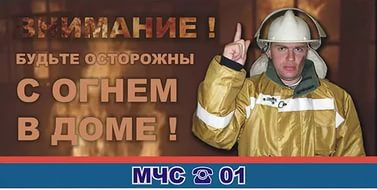 ВНИМАНИЕ !
БУДЬТЕ ОСТОРОЖНЫ
С ОГНЕМ
В ДОМЕ !
МЧС ☎ 01